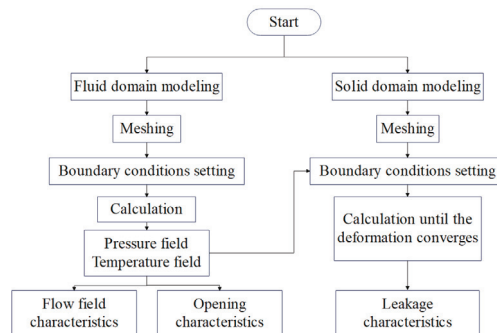 Start
Fluid domain modeling
Meshing
Boundary conditions setting
Calculation
Pressure field
Temperature field
Flow field
characteristics
Opening
characteristics
Solid domain modeling
Meshing
Boundary conditions setting
Calculation until the
deformation converges
Leakage
characteristics